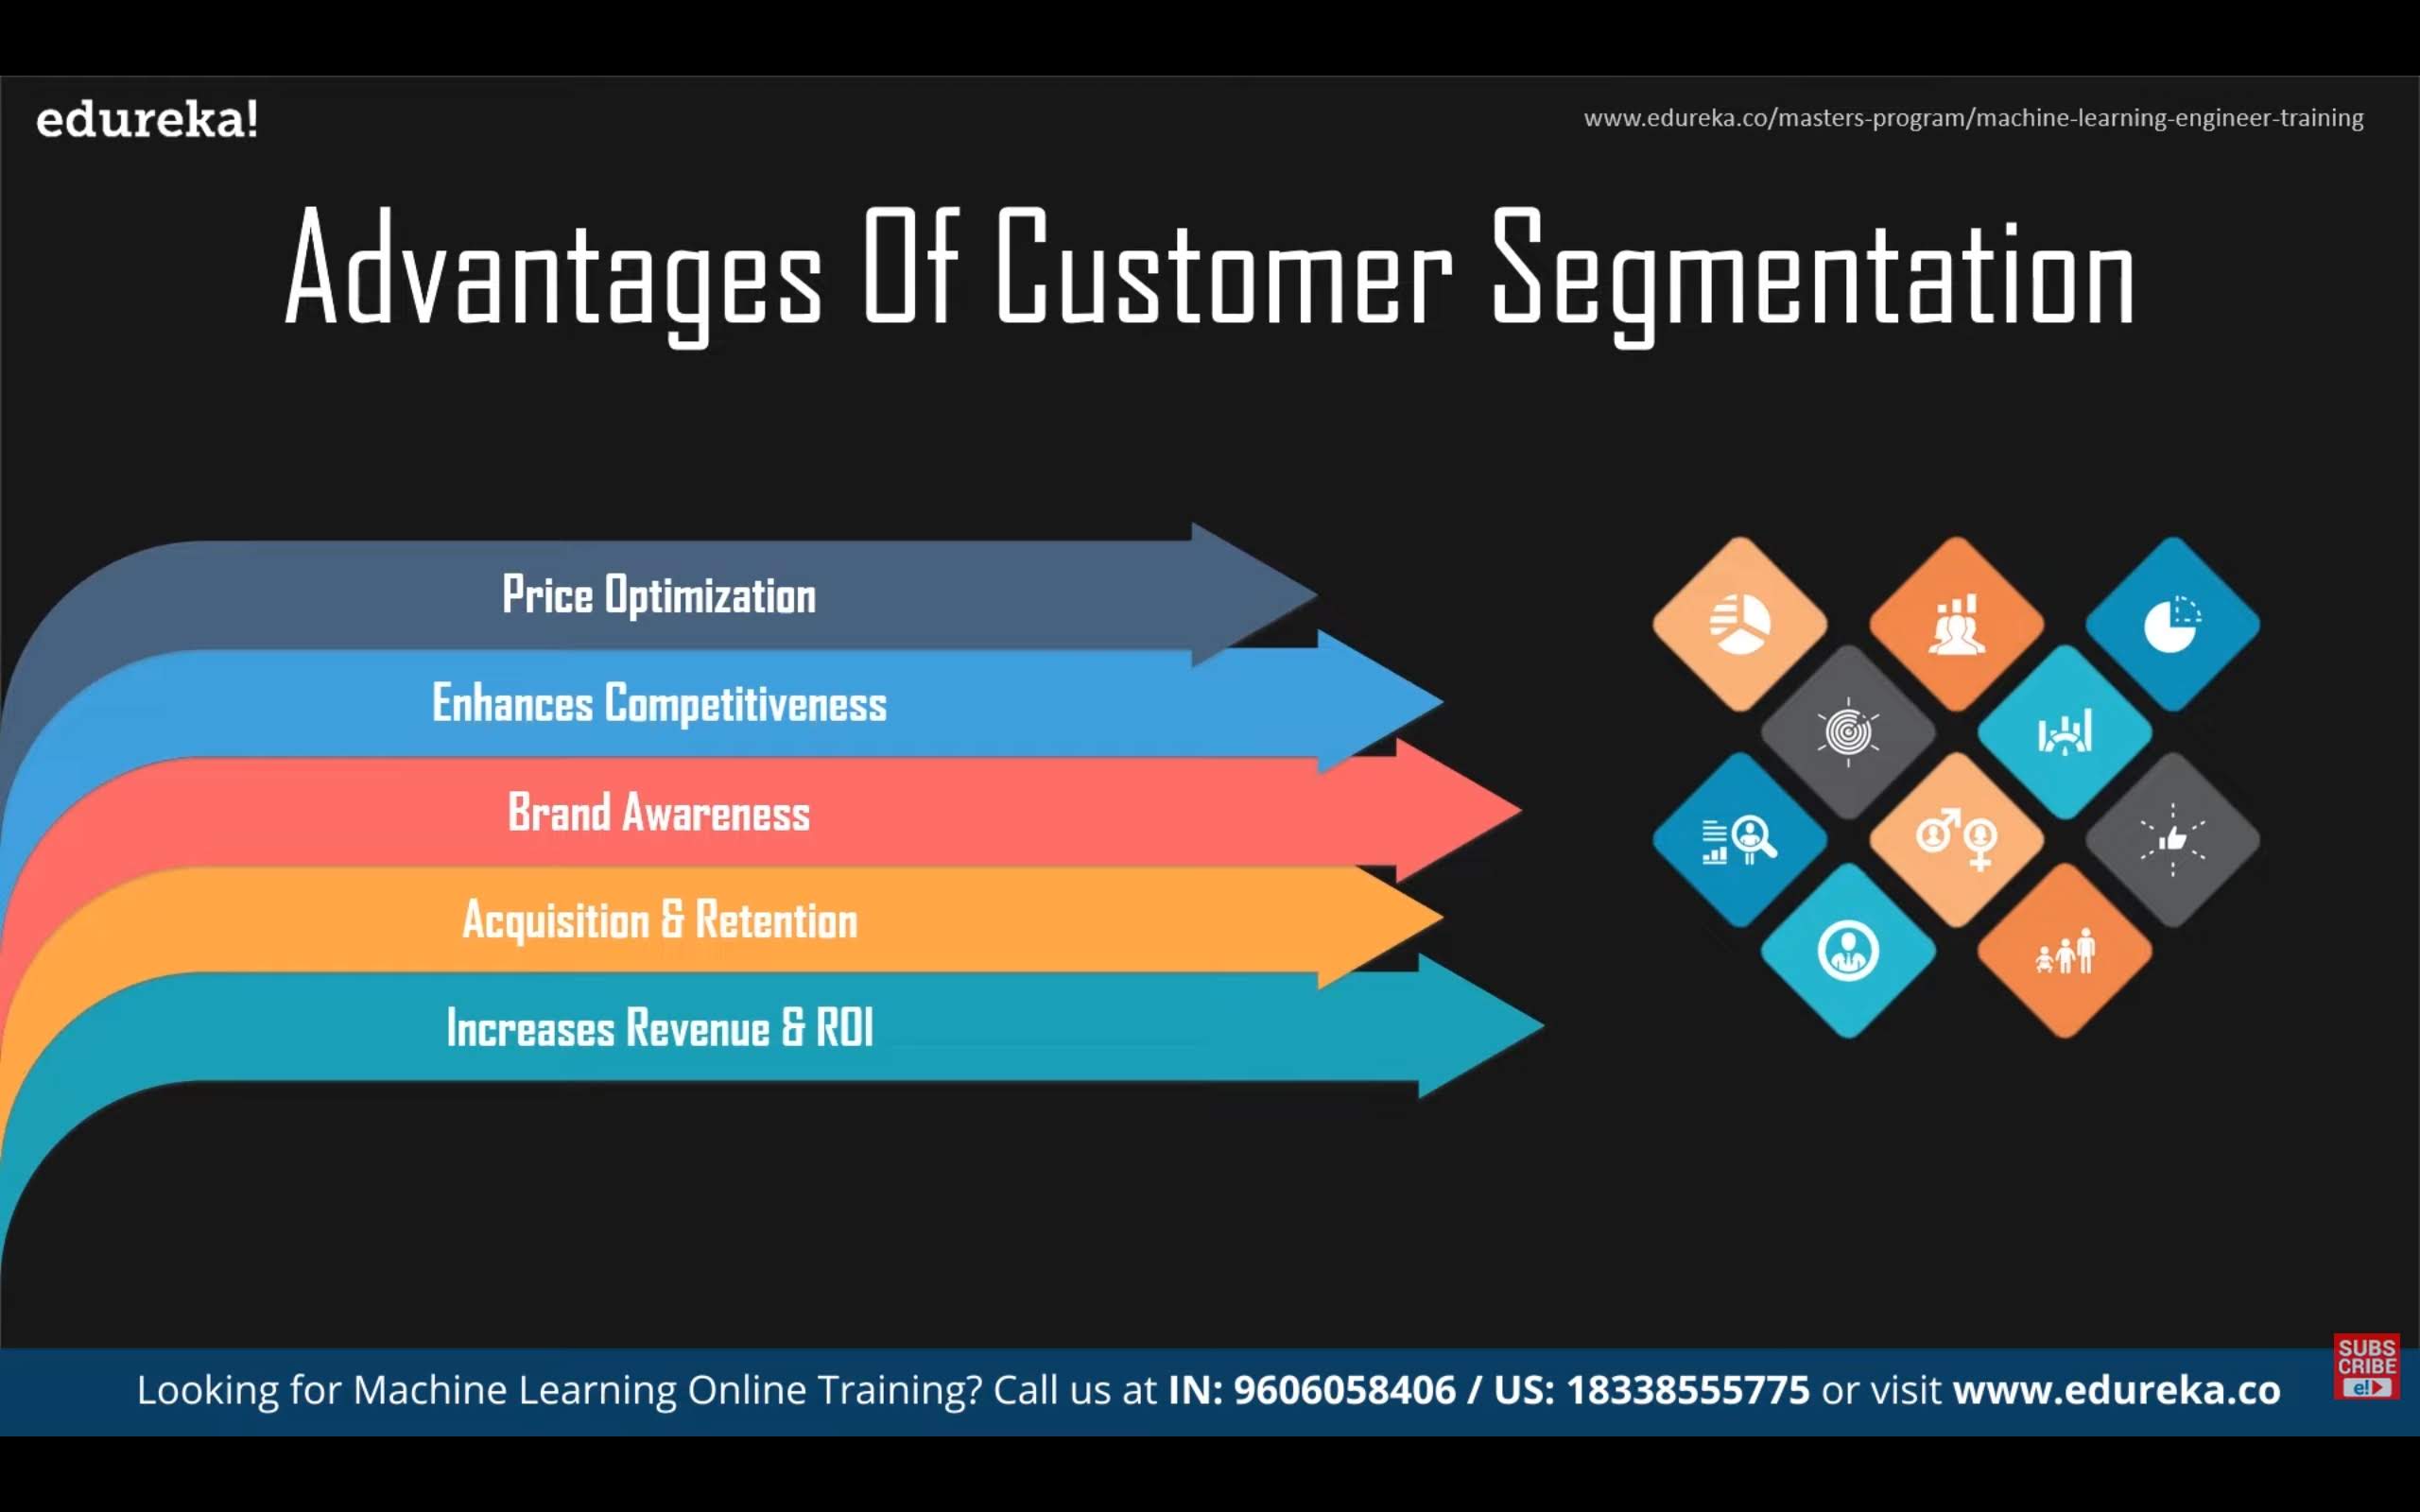 edureka!
www.edureka.co/masters-program/machine-learning-engineer-training
Advantages Of Customer Segmentation
Price Optimization
Enhances Competitiveness
Brand Awareness
Acquisition & Retention
Increases Revenue & ROI
SUBS
CRIBE
e!
Looking for Machine Learning Online Training? Call us at IN: 9606058406 / US: 18338555775 or visit www.edureka.co